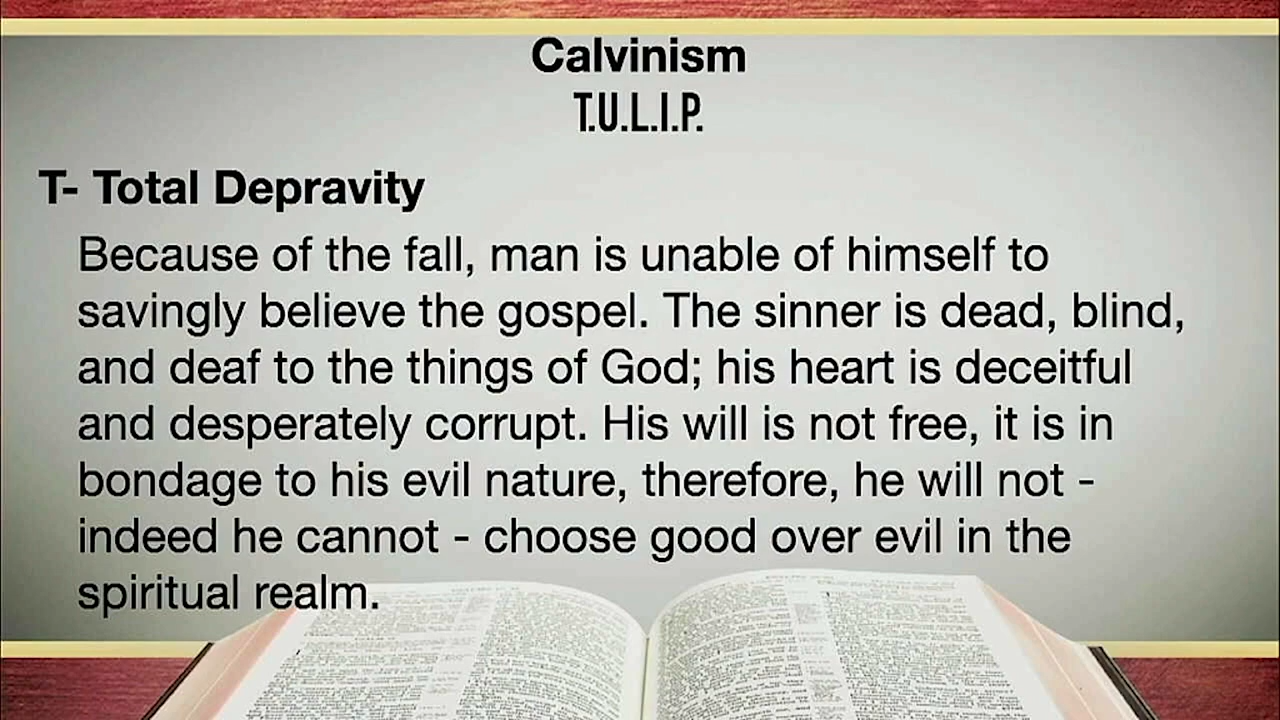 Calvinism
T.U.L.I.P.
T- Total Depravity
Because of the fall, man is unable of himself to
savingly believe the gospel. The sinner is dead, blind,
and deaf to the things of God; his heart is deceitful
and desperately corrupt. His will is not free, it is in
bondage to his evil nature, therefore, he will not -
indeed he cannot - choose good over evil in the
spiritual realm.